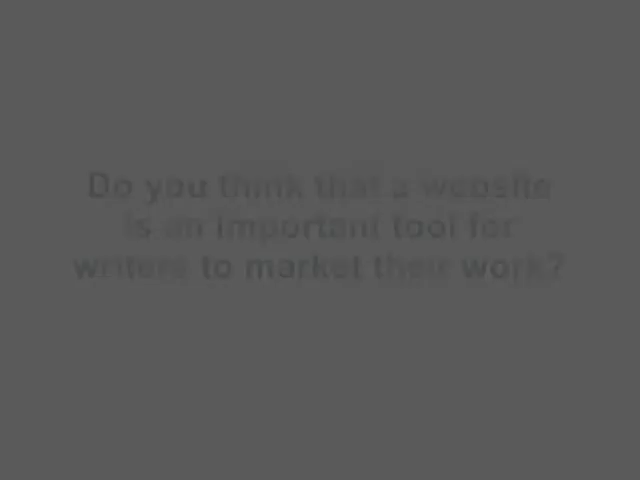 Do you think that a website
is an important tool for
writers to market their work?